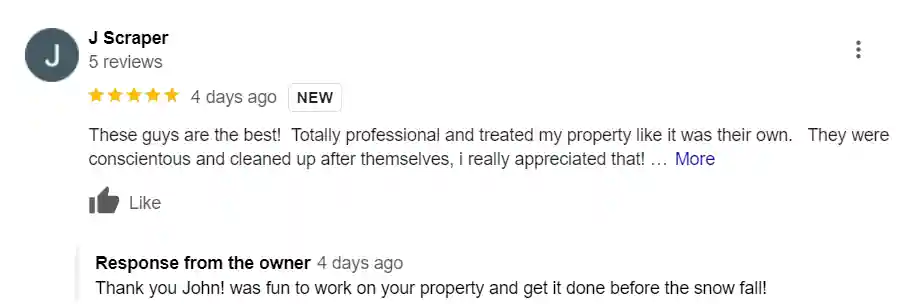 J
J Scraper
5 reviews
4 days ago NEW
These guys are the best!  Totally professional and treated my property like it was their own.   They were
conscientous and cleaned up after themselves, i really appreciated that! … More
Like
Response from the owner 4 days ago
Thank you John! was fun to work on your property and get it done before the snow fall!